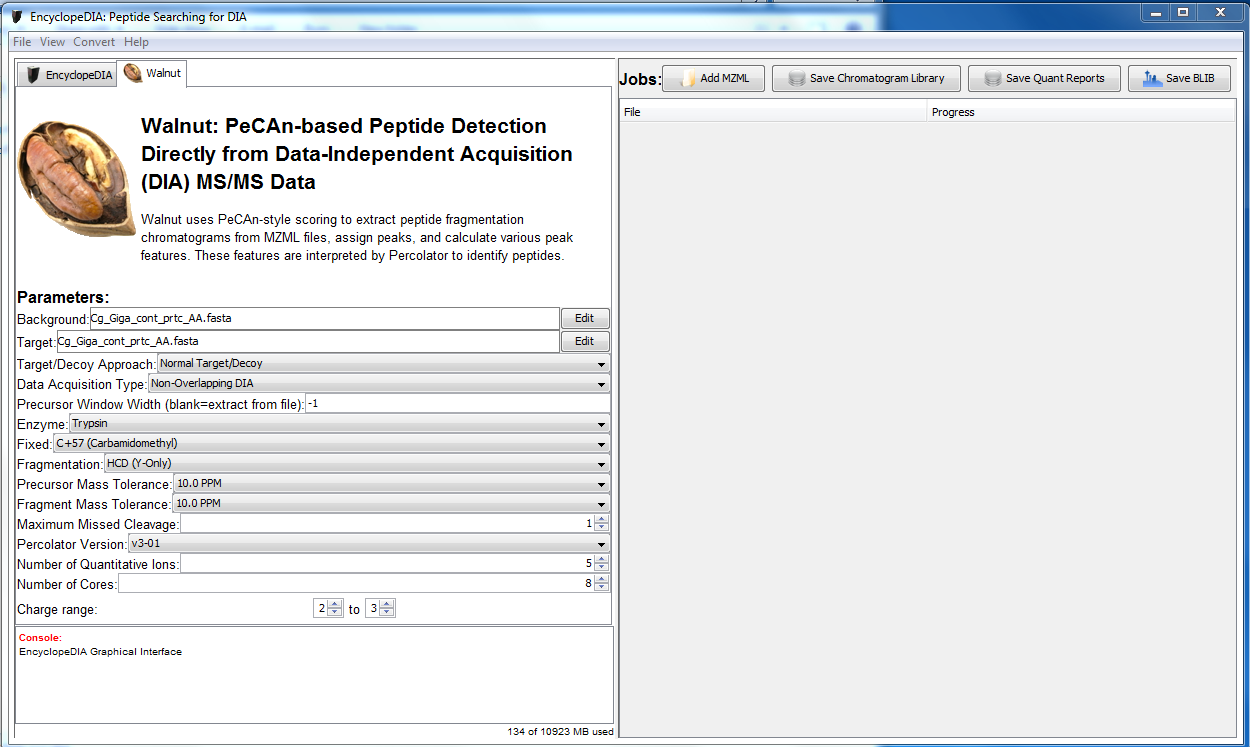 EncyclopeDIA: Peptide Searching for DIA
File View Convert Help
EncyclopeDIA Walnut
Walnut: PeCAn-based Peptide Detection
Directly from Data-Independent Acquisition
(DIA) MS/MS Data
Walnut uses PeCAn-style scoring to extract peptide fragmentation
chromatograms from MZML files, assign peaks, and calculate various peak
features. These features are interpreted by Percolator to identify peptides.
Parameters:
Background: Cg_Giga_cont_prtc_AA.fasta Edit
Target: Cg_Giga_cont_prtc_AA.fasta Edit
Target/Decoy Approach: Normal Target/Decoy
Data Acquisition Type: Non-Overlapping DIA
Precursor Window Width (blank=extract from file): -1
Enzyme: Trypsin
Fixed: C+57 (Carbamidomethyl)
Fragmentation: HCD (Y-Only)
Precursor Mass Tolerance: 10.0 PPM
Fragment Mass Tolerance: 10.0 PPM
Maximum Missed Cleavage: 1
Percolator Version: v3-01
Number of Quantitative Ions: 5
Number of Cores: 8
Charge range: 2 to 3
Console:
EncyclopeDIA Graphical Interface
134 of 10923 MB used
Jobs: Add MZML Save Chromatogram Library Save Quant Reports Save BLIB
File Progress